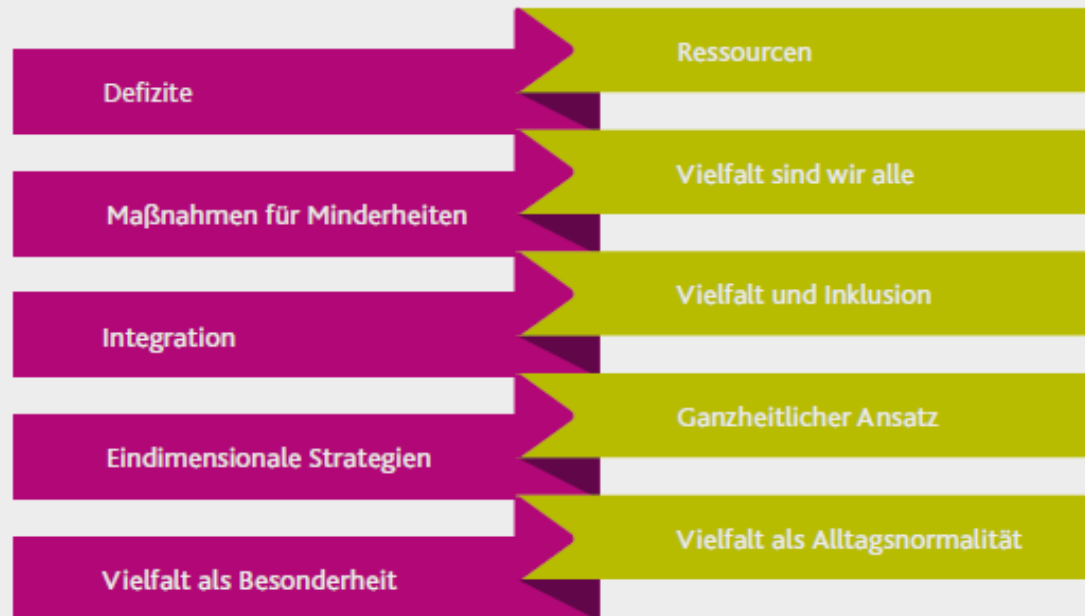 Defizite
Ressourcen
Maßnahmen für Minderheiten
Vielfalt sind wir alle
Integration
Vielfalt und Inklusion
Eindimensionale Strategien
Ganzheitlicher Ansatz
Vielfalt als Besonderheit
Vielfalt als Alltagsnormalität